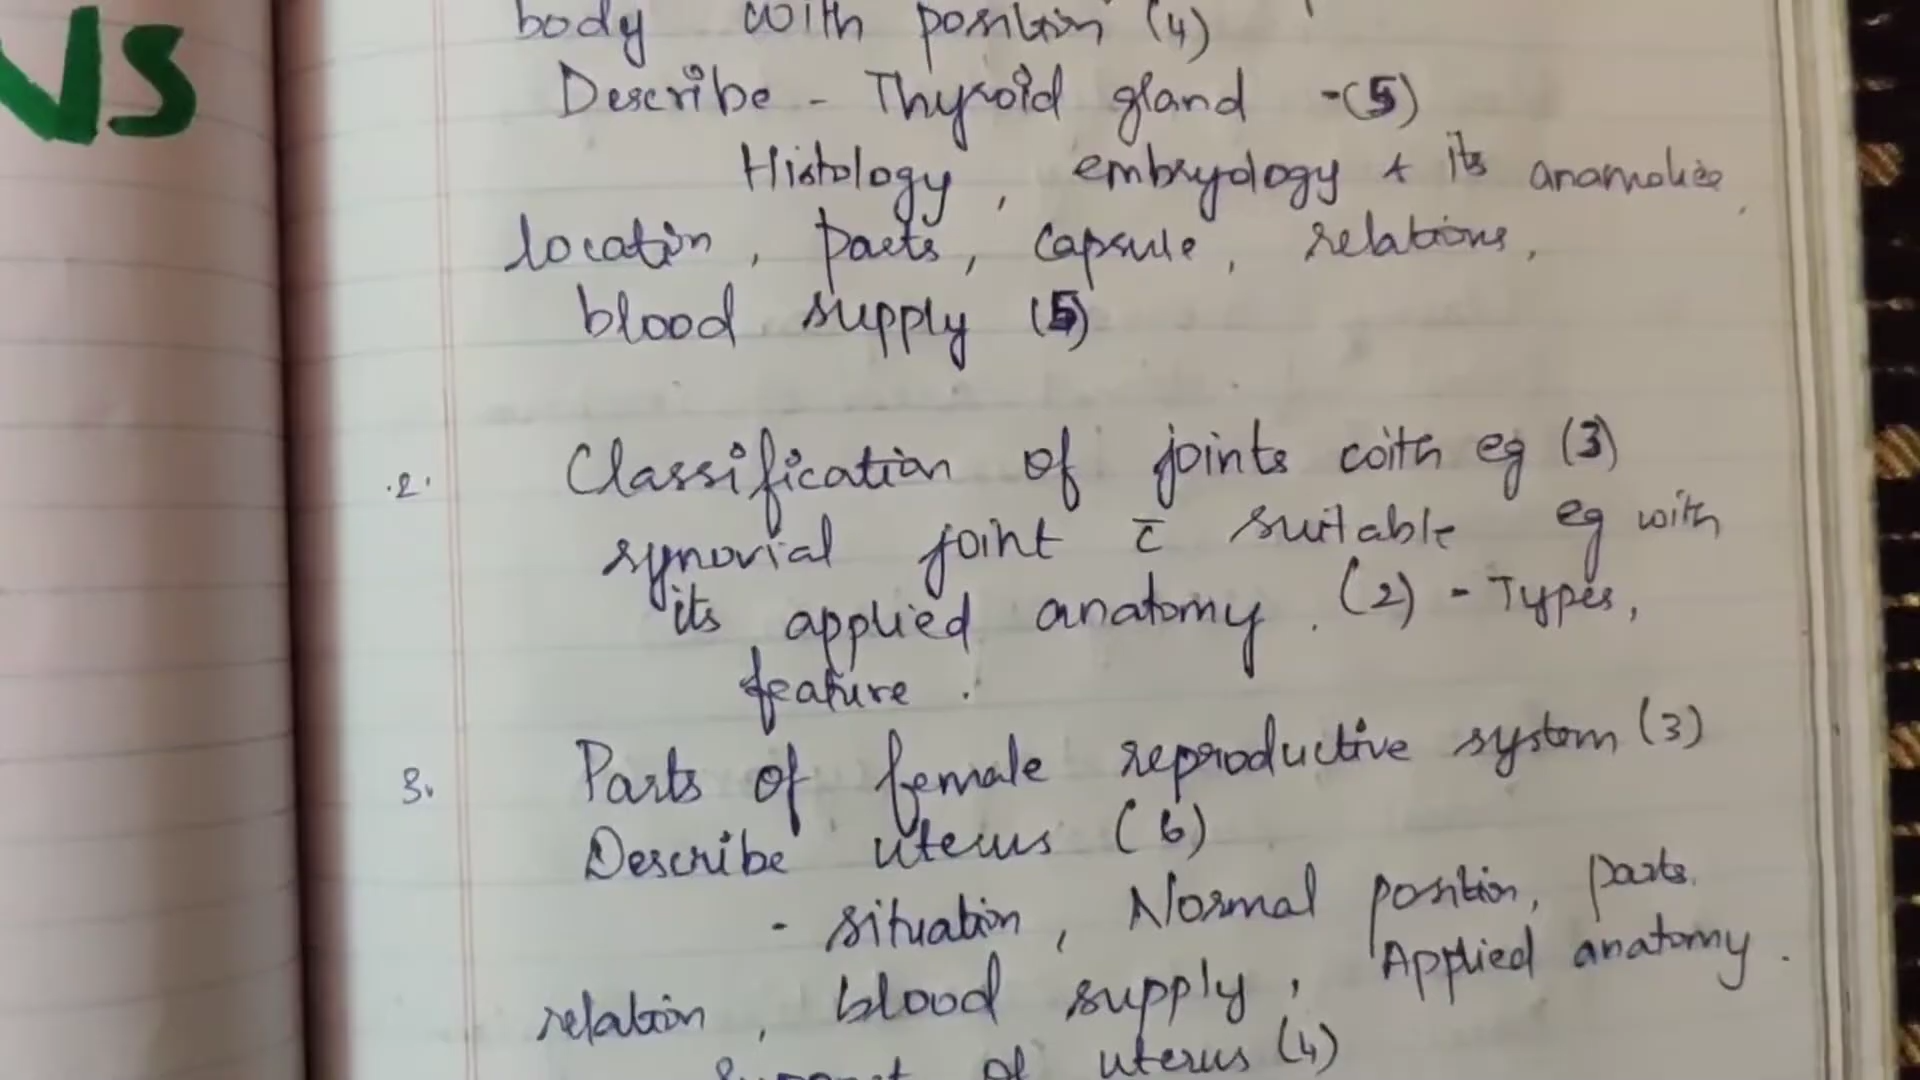 VS
body with position (4)
Describe - Thyroid gland -(5)
Histology, embryology + its anamolies
location, parts, capsule, relations,
blood supply (5)
2. Classification of joints with eg (3)
synovial joint c̄ suitable eg with
its applied anatomy. (2) - Types,
feature.
3. Parts of female reproductive system (3)
Describe uterus (6)
- situation, Normal position, parts.
relation, blood supply, Applied anatomy.
Support of uterus (4)